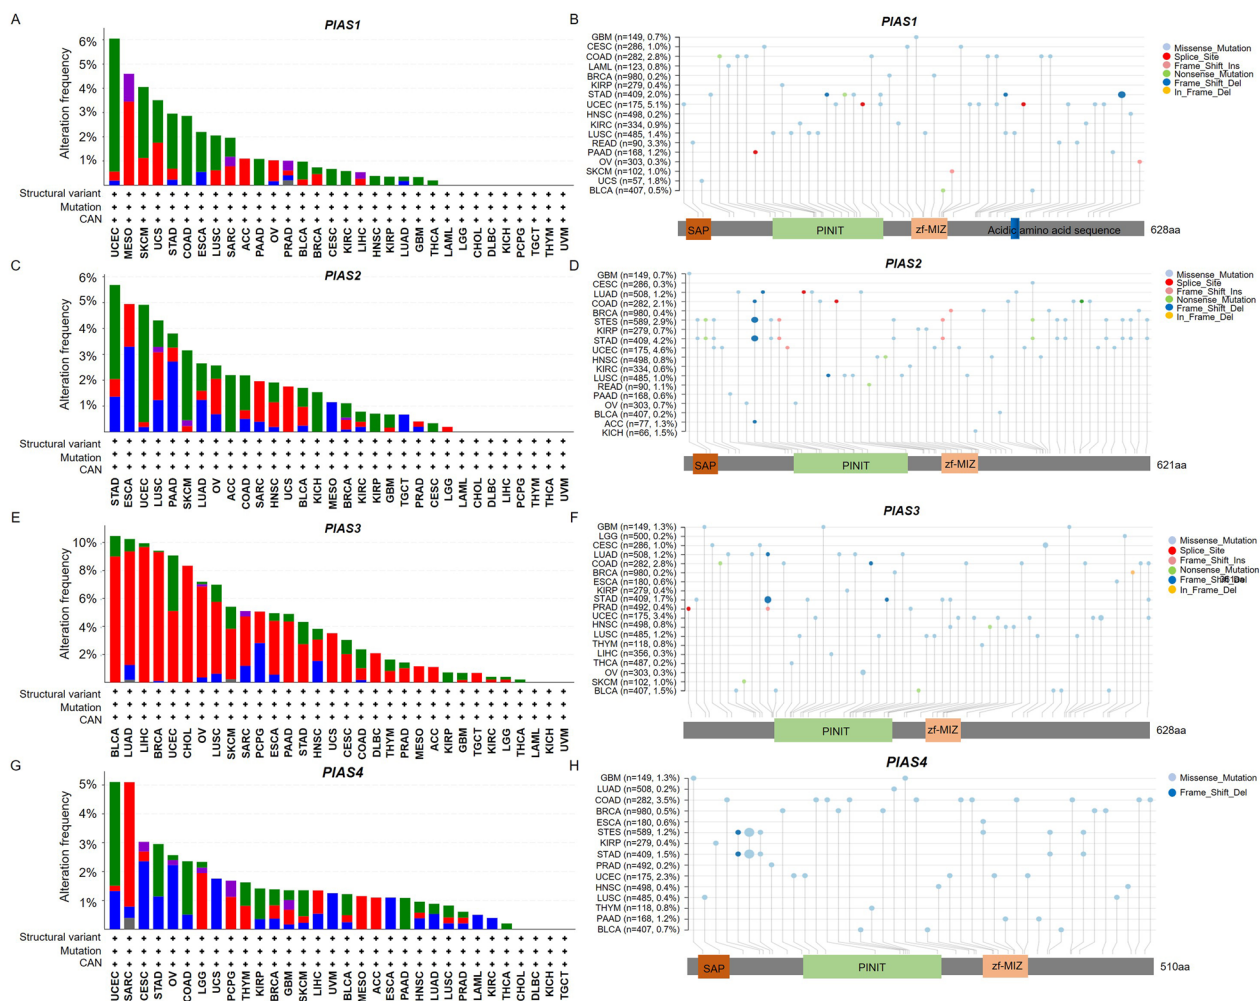 A
PIAS1
Alteration frequency
6%
5%
4%
3%
2%
1%
Structural variant
Mutation
CAN
UCEC MESO SKCM UCS STAD COAD ESCA LUSC SARC ACC PAAD OV PRAD BLCA BRCA CESC KIRC LIHC HNSC KIRP LUAD GBM THCA LAML LGG CHOL DLBC KICH PCPG TGCT THYM UVM
B
PIAS1
GBM (n=149, 0.7%)
CESC (n=286, 1.0%)
COAD (n=282, 2.8%)
LAML (n=123, 0.8%)
BRCA (n=980, 0.2%)
KIRP (n=279, 0.4%)
STAD (n=409, 2.0%)
UCEC (n=175, 5.1%)
HNSC (n=498, 0.2%)
KIRC (n=334, 0.9%)
LUSC (n=485, 1.4%)
READ (n=90, 3.3%)
PAAD (n=168, 1.2%)
OV (n=303, 0.3%)
SKCM (n=102, 1.0%)
UCS (n=57, 1.8%)
BLCA (n=407, 0.5%)
Missense_Mutation
Splice_Site
Frame_Shift_Ins
Nonsense_Mutation
Frame_Shift_Del
In_Frame_Del
SAP PINIT zf-MIZ Acidic amino acid sequence 628aa
C
PIAS2
Alteration frequency
6%
5%
4%
3%
2%
1%
Structural variant
Mutation
CAN
STAD ESCA UCEC LUSC PAAD SKCM LUAD OV ACC COAD SARC HNSC UCS BLCA KICH MESO BRCA KIRC KIRP GBM TGCT PRAD CESC LGG LAML CHOL DLBC LIHC PCPG THYM THCA UVM
D
PIAS2
GBM (n=149, 0.7%)
CESC (n=286, 0.3%)
LUAD (n=508, 1.2%)
COAD (n=282, 2.1%)
BRCA (n=980, 0.4%)
STES (n=589, 2.9%)
KIRP (n=279, 0.7%)
STAD (n=409, 4.2%)
UCEC (n=175, 4.6%)
HNSC (n=498, 0.8%)
KIRC (n=334, 0.6%)
LUSC (n=485, 1.0%)
READ (n=90, 1.1%)
PAAD (n=168, 0.6%)
OV (n=303, 0.7%)
BLCA (n=407, 0.2%)
ACC (n=77, 1.3%)
KICH (n=66, 1.5%)
Missense_Mutation
Splice_Site
Frame_Shift_Ins
Nonsense_Mutation
Frame_Shift_Del
In_Frame_Del
SAP PINIT zf-MIZ 621aa
E
PIAS3
Alteration frequency
10%
8%
6%
4%
2%
Structural variant
Mutation
CAN
BLCA LUAD LIHC BRCA UCEC CHOL OV LUSC SKCM SARC PCPG ESCA PAAD STAD HNSC UCS CESC COAD DLBC THYM PRAD MESO ACC KIRP GBM TGCT KIRC LGG THCA LAML KICH UVM
F
PIAS3
GBM (n=149, 1.3%)
LGG (n=500, 0.2%)
CESC (n=286, 1.0%)
LUAD (n=508, 1.2%)
COAD (n=282, 2.8%)
BRCA (n=980, 0.2%)
ESCA (n=180, 0.6%)
KIRP (n=279, 0.4%)
STAD (n=409, 1.7%)
PRAD (n=492, 0.4%)
UCEC (n=175, 3.4%)
HNSC (n=498, 0.8%)
LUSC (n=485, 1.2%)
THYM (n=118, 0.8%)
LIHC (n=356, 0.3%)
THCA (n=487, 0.2%)
OV (n=303, 0.3%)
SKCM (n=102, 1.0%)
BLCA (n=407, 1.5%)
Missense_Mutation
Splice_Site
Frame_Shift_Ins
Nonsense_Mutation
Frame_Shift_Del
In_Frame_Del
PINIT zf-MIZ 628aa
G
PIAS4
Alteration frequency
5%
4%
3%
2%
1%
Structural variant
Mutation
CAN
UCEC SARC CESC STAD OV COAD LGG UCS PCPG THYM KIRP BRCA GBM SKCM LIHC UVM BLCA MESO ACC ESCA PAAD HNSC LUAD LUSC PRAD LAML KIRC THCA CHOL DLBC KICH TGCT
H
PIAS4
GBM (n=149, 1.3%)
LUAD (n=508, 0.2%)
COAD (n=282, 3.5%)
BRCA (n=980, 0.5%)
ESCA (n=180, 0.6%)
STES (n=589, 1.2%)
KIRP (n=279, 0.4%)
STAD (n=409, 1.5%)
PRAD (n=492, 0.2%)
UCEC (n=175, 2.3%)
HNSC (n=498, 0.4%)
LUSC (n=485, 0.4%)
THYM (n=118, 0.8%)
PAAD (n=168, 1.2%)
BLCA (n=407, 0.7%)
Missense_Mutation
Frame_Shift_Del
SAP PINIT zf-MIZ 510aa